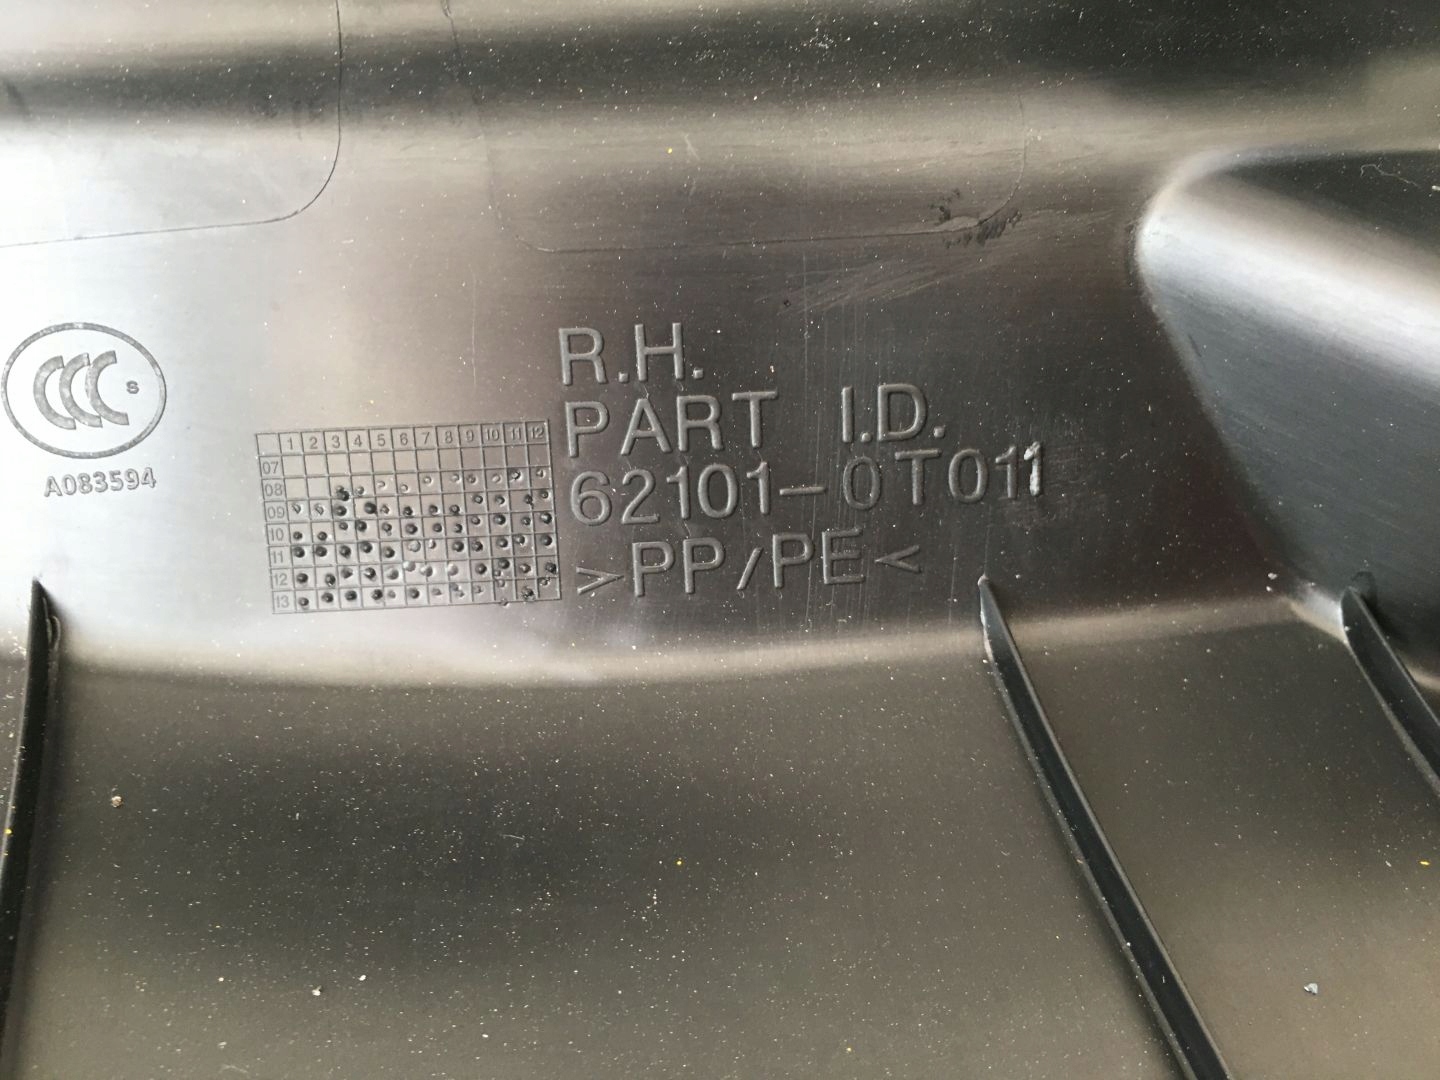 R.H.
PART I.D.
62101-0T011
>PP/PE<
CCC S
A083594
1 2 3 4 5 6 7 8 9 10 11 12
07
08
09
10
11
12
13